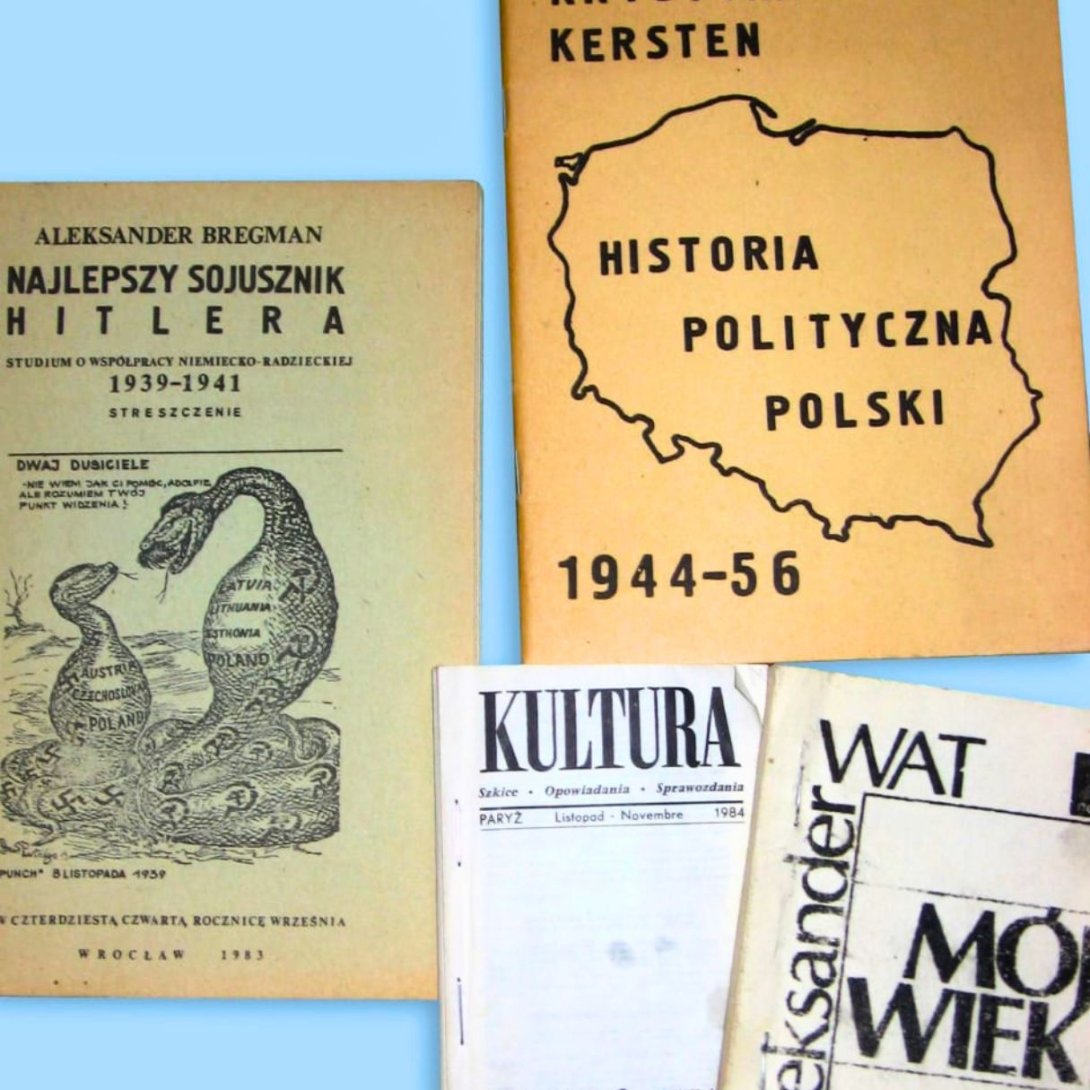 ALEKSANDER BREGMAN
NAJLEPSZY SOJUSZNIK
HITLERA
STUDIUM O WSPÓŁPRACY NIEMIECKO-RADZIECKIEJ
1939-1941
STRESZCZENIE
DWAJ DUSICIELE
-NIE WIEM JAK CI POMÓC, ADOLFIE,
ALE ROZUMIEM TWÓJ
PUNKT WIDZENIA!
LATVIA
LITHUANIA
ESTHONIA
POLAND
AUSTRIA
CZECHOSLOVA
POLAND
PUNCH" 8 LISTOPADA 1939
W CZTERDZIESTĄ CZWARTĄ ROCZNICĘ WRZEŚNIA
WROCŁAW 1983
KERSTEN
HISTORIA
POLITYCZNA
POLSKI
1944-56
KULTURA
Szkice • Opowiadania • Sprawozdania
PARYŻ Listopad - Novembre 1984
eksander
WAT
MÓJ
WIEK